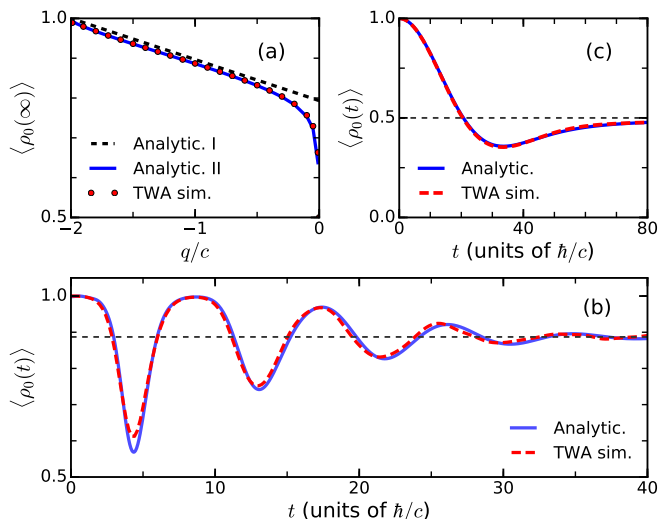 1.0
⟨ρ₀(∞)⟩
0.5
(a)
Analytic. I
Analytic. II
TWA sim.
−2
−1
0
q/c
1.0
⟨ρ₀(t)⟩
0.5
0.0
(c)
Analytic.
TWA sim.
0
40
80
t (units of ħ/c)
1.0
⟨ρ₀(t)⟩
0.5
(b)
Analytic.
TWA sim.
0
10
20
30
40
t (units of ħ/c)